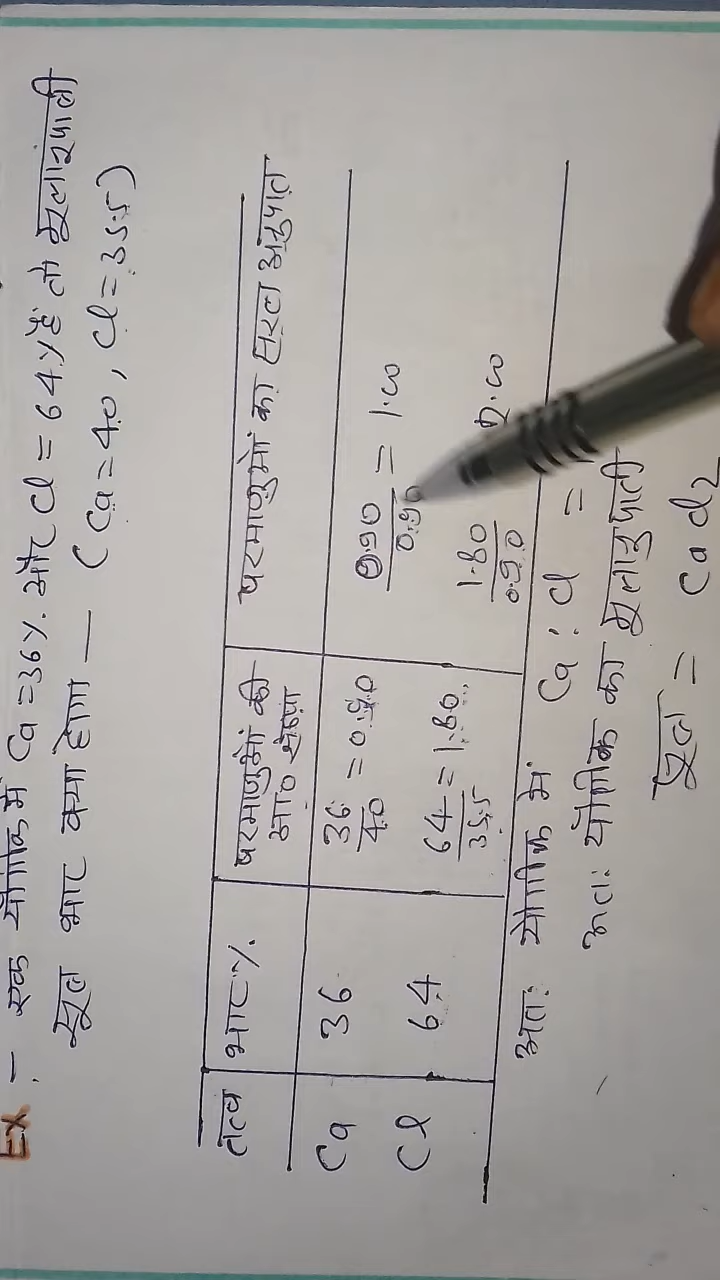 Ex :- एक यौगिक में Ca = 36%. और Cl = 64% हैं तो मूलानुपाती
सूत्र भार क्या होगा — (Ca = 40, Cl = 35.5)
तत्व भार%. परमाणुओं की आ० संख्या परमाणुओं का सरल अनुपात
Ca 36 36/40 = 0.90 0.90/0.90 = 1.00
Cl 64 64/35.5 = 1.80 1.80/0.90
अतः यौगिक में Ca : Cl =
अतः यौगिक का मूलानुपाती
सूत्र = CaCl₂